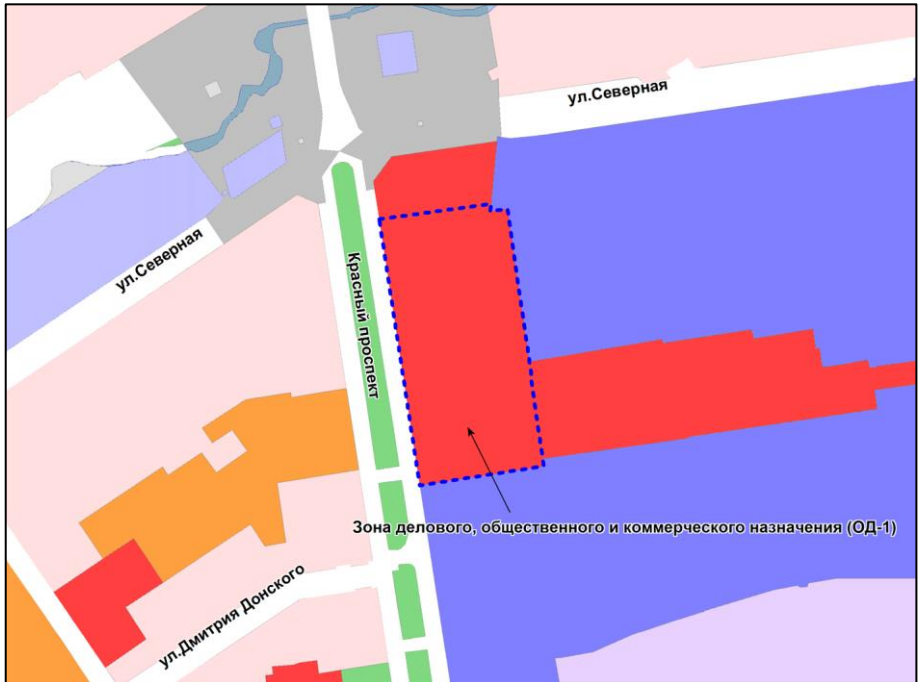 ул.Северная
ул.Северная
Красный проспект
Зона делового, общественного и коммерческого назначения (ОД-1)
ул.Дмитрия Донского